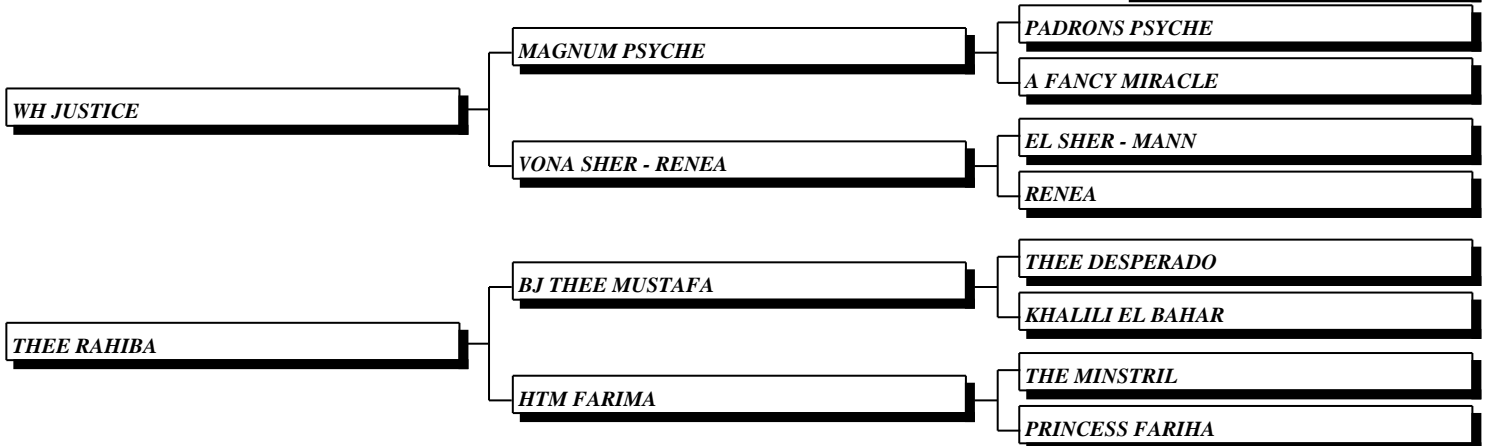 PADRONS PSYCHE
MAGNUM PSYCHE
A FANCY MIRACLE
WH JUSTICE
EL SHER - MANN
VONA SHER - RENEA
RENEA
THEE DESPERADO
BJ THEE MUSTAFA
KHALILI EL BAHAR
THEE RAHIBA
THE MINSTRIL
HTM FARIMA
PRINCESS FARIHA